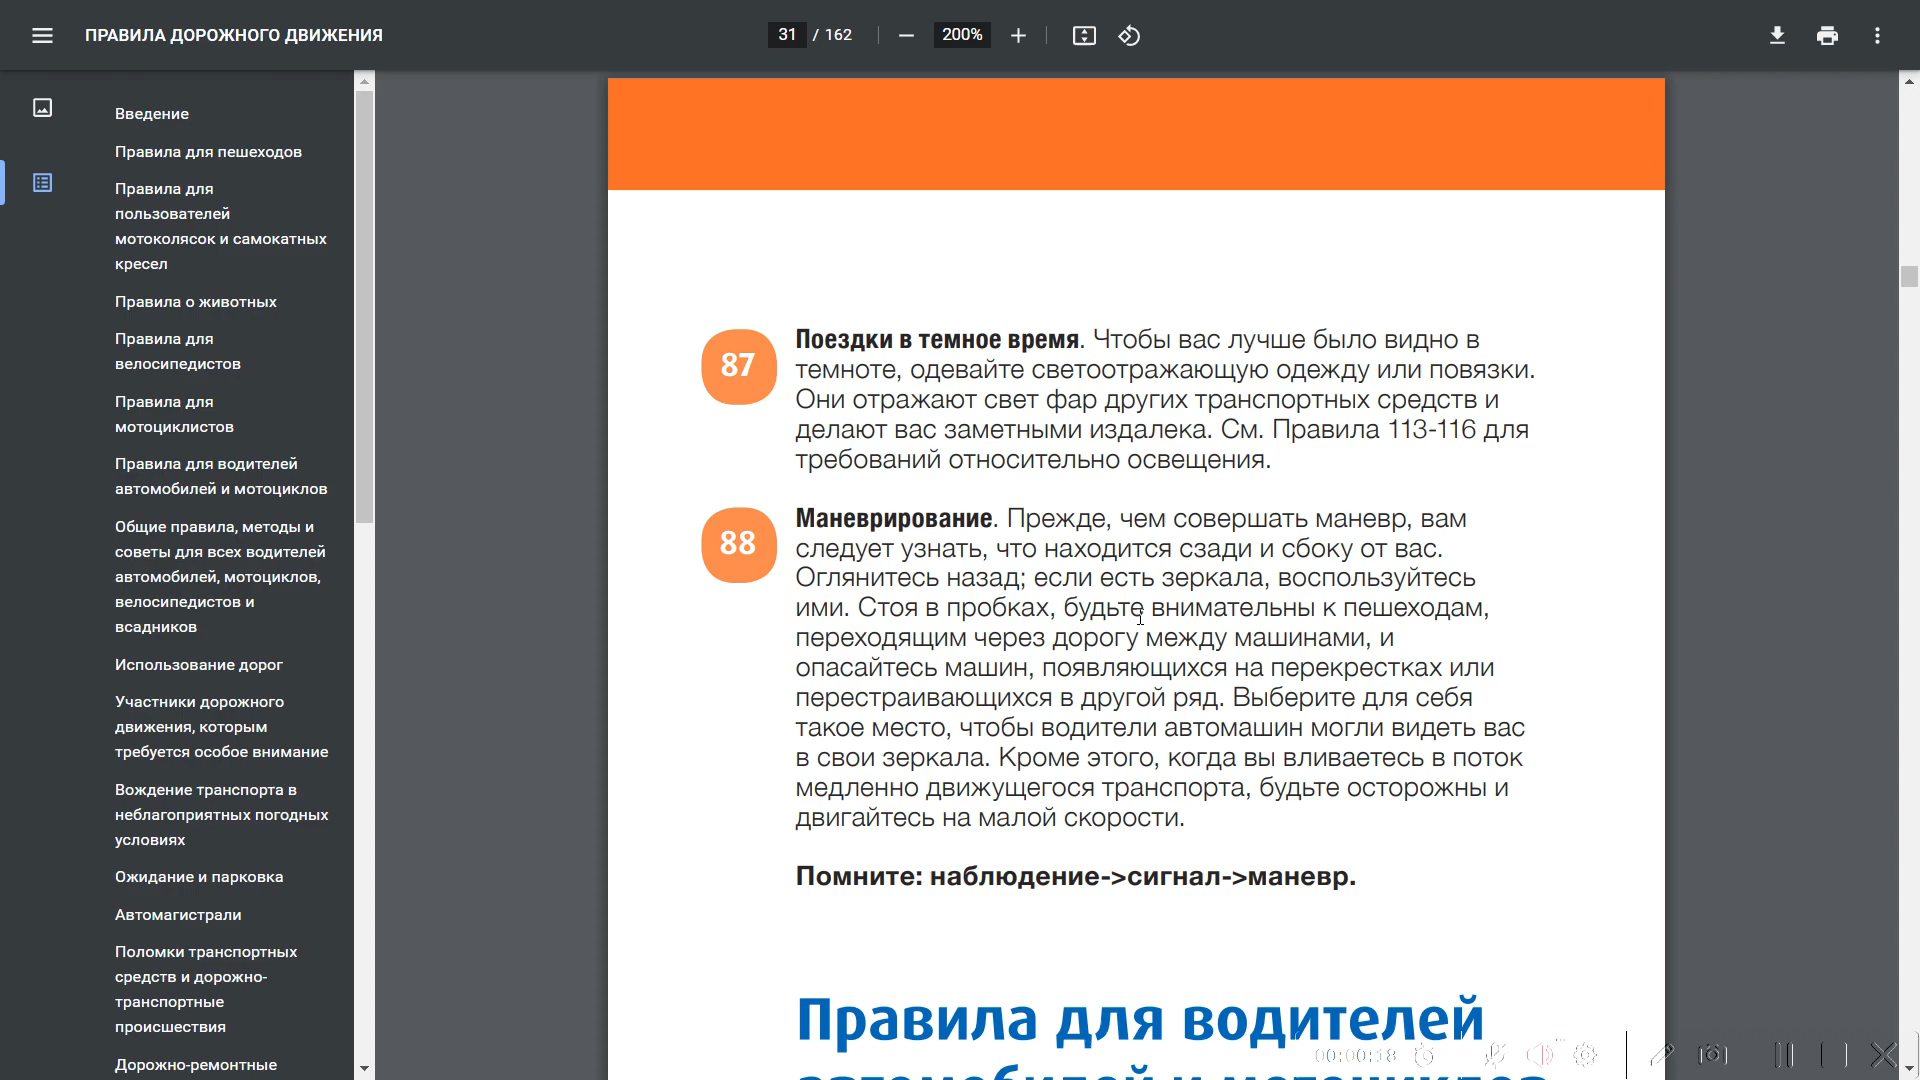 ПРАВИЛА ДОРОЖНОГО ДВИЖЕНИЯ
31 / 162
200%
Введение
Правила для пешеходов
Правила для
пользователей
мотоколясок и самокатных
кресел
Правила о животных
Правила для
велосипедистов
Правила для
мотоциклистов
Правила для водителей
автомобилей и мотоциклов
Общие правила, методы и
советы для всех водителей
автомобилей, мотоциклов,
велосипедистов и
всадников
Использование дорог
Участники дорожного
движения, которым
требуется особое внимание
Вождение транспорта в
неблагоприятных погодных
условиях
Ожидание и парковка
Автомагистрали
Поломки транспортных
средств и дорожно-
транспортные
происшествия
Дорожно-ремонтные
87
Поездки в темное время. Чтобы вас лучше было видно в
темноте, одевайте светоотражающую одежду или повязки.
Они отражают свет фар других транспортных средств и
делают вас заметными издалека. См. Правила 113-116 для
требований относительно освещения.
88
Маневрирование. Прежде, чем совершать маневр, вам
следует узнать, что находится сзади и сбоку от вас.
Оглянитесь назад; если есть зеркала, воспользуйтесь
ими. Стоя в пробках, будьте внимательны к пешеходам,
переходящим через дорогу между машинами, и
опасайтесь машин, появляющихся на перекрестках или
перестраивающихся в другой ряд. Выберите для себя
такое место, чтобы водители автомашин могли видеть вас
в свои зеркала. Кроме этого, когда вы вливаетесь в поток
медленно движущегося транспорта, будьте осторожны и
двигайтесь на малой скорости.
Помните: наблюдение->сигнал->маневр.
Правила для водителей
автомобилей и мотоциклов
00:00:18